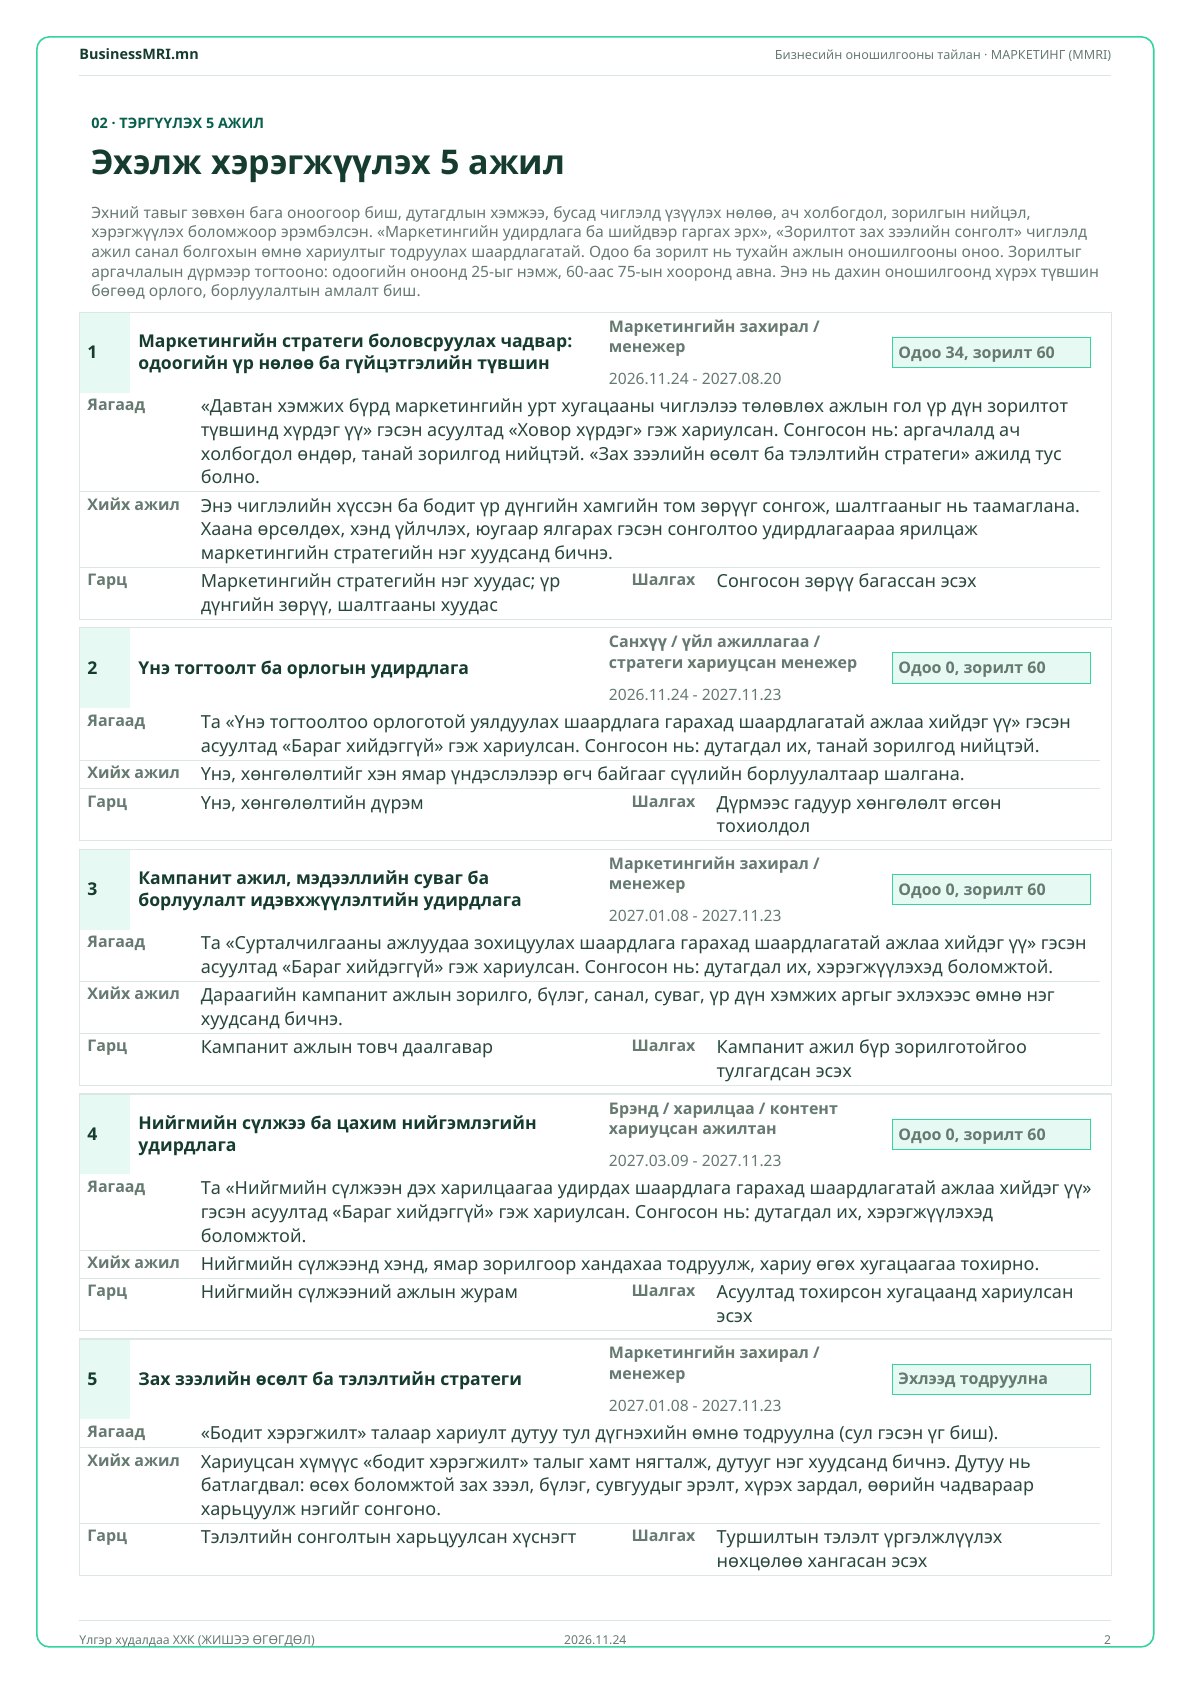 BusinessMRI.mn
Бизнесийн оношилгооны тайлан · МАРКЕТИНГ (MMRI)
02 · ТЭРГҮҮЛЭХ 5 АЖИЛ
Эхэлж хэрэгжүүлэх 5 ажил
Эхний тавыг зөвхөн бага оноогоор биш, дутагдлын хэмжээ, бусад чиглэлд үзүүлэх нөлөө, ач холбогдол, зорилгын нийцэл,
хэрэгжүүлэх боломжоор эрэмбэлсэн. «Маркетингийн удирдлага ба шийдвэр гаргах эрх», «Зорилтот зах зээлийн сонголт» чиглэлд
ажил санал болгохын өмнө хариултыг тодруулах шаардлагатай. Одоо ба зорилт нь тухайн ажлын оношилгооны оноо. Зорилтыг
аргачлалын дүрмээр тогтооно: одоогийн оноонд 25-ыг нэмж, 60-аас 75-ын хооронд авна. Энэ нь дахин оношилгоонд хүрэх түвшин
бөгөөд орлого, борлуулалтын амлалт биш.
1
Маркетингийн стратеги боловсруулах чадвар:
одоогийн үр нөлөө ба гүйцэтгэлийн түвшин
Маркетингийн захирал /
менежер
2026.11.24 - 2027.08.20
Одоо 34, зорилт 60
Яагаад
«Давтан хэмжих бүрд маркетингийн урт хугацааны чиглэлээ төлөвлөх ажлын гол үр дүн зорилтот
түвшинд хүрдэг үү» гэсэн асуултад «Ховор хүрдэг» гэж хариулсан. Сонгосон нь: аргачлалд ач
холбогдол өндөр, танай зорилгод нийцтэй. «Зах зээлийн өсөлт ба тэлэлтийн стратеги» ажилд тус
болно.
Хийх ажил
Энэ чиглэлийн хүссэн ба бодит үр дүнгийн хамгийн том зөрүүг сонгож, шалтгааныг нь таамаглана.
Хаана өрсөлдөх, хэнд үйлчлэх, юугаар ялгарах гэсэн сонголтоо удирдлагаараа ярилцаж
маркетингийн стратегийн нэг хуудсанд бичнэ.
Гарц
Маркетингийн стратегийн нэг хуудас; үр
дүнгийн зөрүү, шалтгааны хуудас
Шалгах
Сонгосон зөрүү багассан эсэх
2
Үнэ тогтоолт ба орлогын удирдлага
Санхүү / үйл ажиллагаа /
стратеги хариуцсан менежер
2026.11.24 - 2027.11.23
Одоо 0, зорилт 60
Яагаад
Та «Үнэ тогтоолтоо орлоготой уялдуулах шаардлага гарахад шаардлагатай ажлаа хийдэг үү» гэсэн
асуултад «Бараг хийдэггүй» гэж хариулсан. Сонгосон нь: дутагдал их, танай зорилгод нийцтэй.
Хийх ажил
Үнэ, хөнгөлөлтийг хэн ямар үндэслэлээр өгч байгааг сүүлийн борлуулалтаар шалгана.
Гарц
Үнэ, хөнгөлөлтийн дүрэм
Шалгах
Дүрмээс гадуур хөнгөлөлт өгсөн
тохиолдол
3
Кампанит ажил, мэдээллийн суваг ба
борлуулалт идэвхжүүлэлтийн удирдлага
Маркетингийн захирал /
менежер
2027.01.08 - 2027.11.23
Одоо 0, зорилт 60
Яагаад
Та «Сурталчилгааны ажлуудаа зохицуулах шаардлага гарахад шаардлагатай ажлаа хийдэг үү» гэсэн
асуултад «Бараг хийдэггүй» гэж хариулсан. Сонгосон нь: дутагдал их, хэрэгжүүлэхэд боломжтой.
Хийх ажил
Дараагийн кампанит ажлын зорилго, бүлэг, санал, суваг, үр дүн хэмжих аргыг эхлэхээс өмнө нэг
хуудсанд бичнэ.
Гарц
Кампанит ажлын товч даалгавар
Шалгах
Кампанит ажил бүр зорилготойгоо
тулгагдсан эсэх
4
Нийгмийн сүлжээ ба цахим нийгэмлэгийн
удирдлага
Брэнд / харилцаа / контент
хариуцсан ажилтан
2027.03.09 - 2027.11.23
Одоо 0, зорилт 60
Яагаад
Та «Нийгмийн сүлжээн дэх харилцаагаа удирдах шаардлага гарахад шаардлагатай ажлаа хийдэг үү»
гэсэн асуултад «Бараг хийдэггүй» гэж хариулсан. Сонгосон нь: дутагдал их, хэрэгжүүлэхэд
боломжтой.
Хийх ажил
Нийгмийн сүлжээнд хэнд, ямар зорилгоор хандахаа тодруулж, хариу өгөх хугацаагаа тохирно.
Гарц
Нийгмийн сүлжээний ажлын журам
Шалгах
Асуултад тохирсон хугацаанд хариулсан
эсэх
5
Зах зээлийн өсөлт ба тэлэлтийн стратеги
Маркетингийн захирал /
менежер
2027.01.08 - 2027.11.23
Эхлээд тодруулна
Яагаад
«Бодит хэрэгжилт» талаар хариулт дутуу тул дүгнэхийн өмнө тодруулна (сул гэсэн үг биш).
Хийх ажил
Хариуцсан хүмүүс «бодит хэрэгжилт» талыг хамт нягталж, дутууг нэг хуудсанд бичнэ. Дутуу нь
батлагдвал: өсөх боломжтой зах зээл, бүлэг, сувгуудыг эрэлт, хүрэх зардал, өөрийн чадвараар
харьцуулж нэгийг сонгоно.
Гарц
Тэлэлтийн сонголтын харьцуулсан хүснэгт
Шалгах
Туршилтын тэлэлт үргэлжлүүлэх
нөхцөлөө хангасан эсэх
Үлгэр худалдаа ХХК (ЖИШЭЭ ӨГӨГДӨЛ)
2026.11.24
2